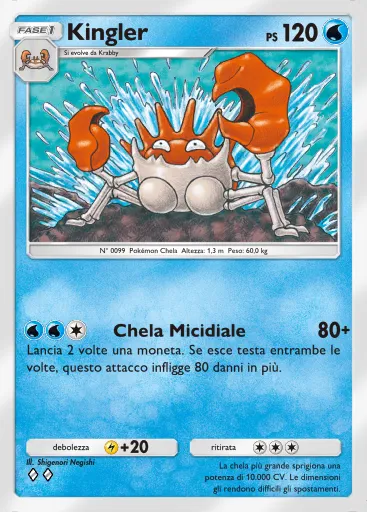 FASE 1
Kingler
PS 120
Si evolve da Krabby
N° 0099 Pokémon Chela Altezza: 1,3 m Peso: 60,0 kg
Chela Micidiale 80+
Lancia 2 volte una moneta. Se esce testa entrambe le
volte, questo attacco infligge 80 danni in più.
debolezza +20
ritirata
Ill. Shigenori Negishi
La chela più grande sprigiona una
potenza di 10.000 CV. Le dimensioni
gli rendono difficili gli spostamenti.